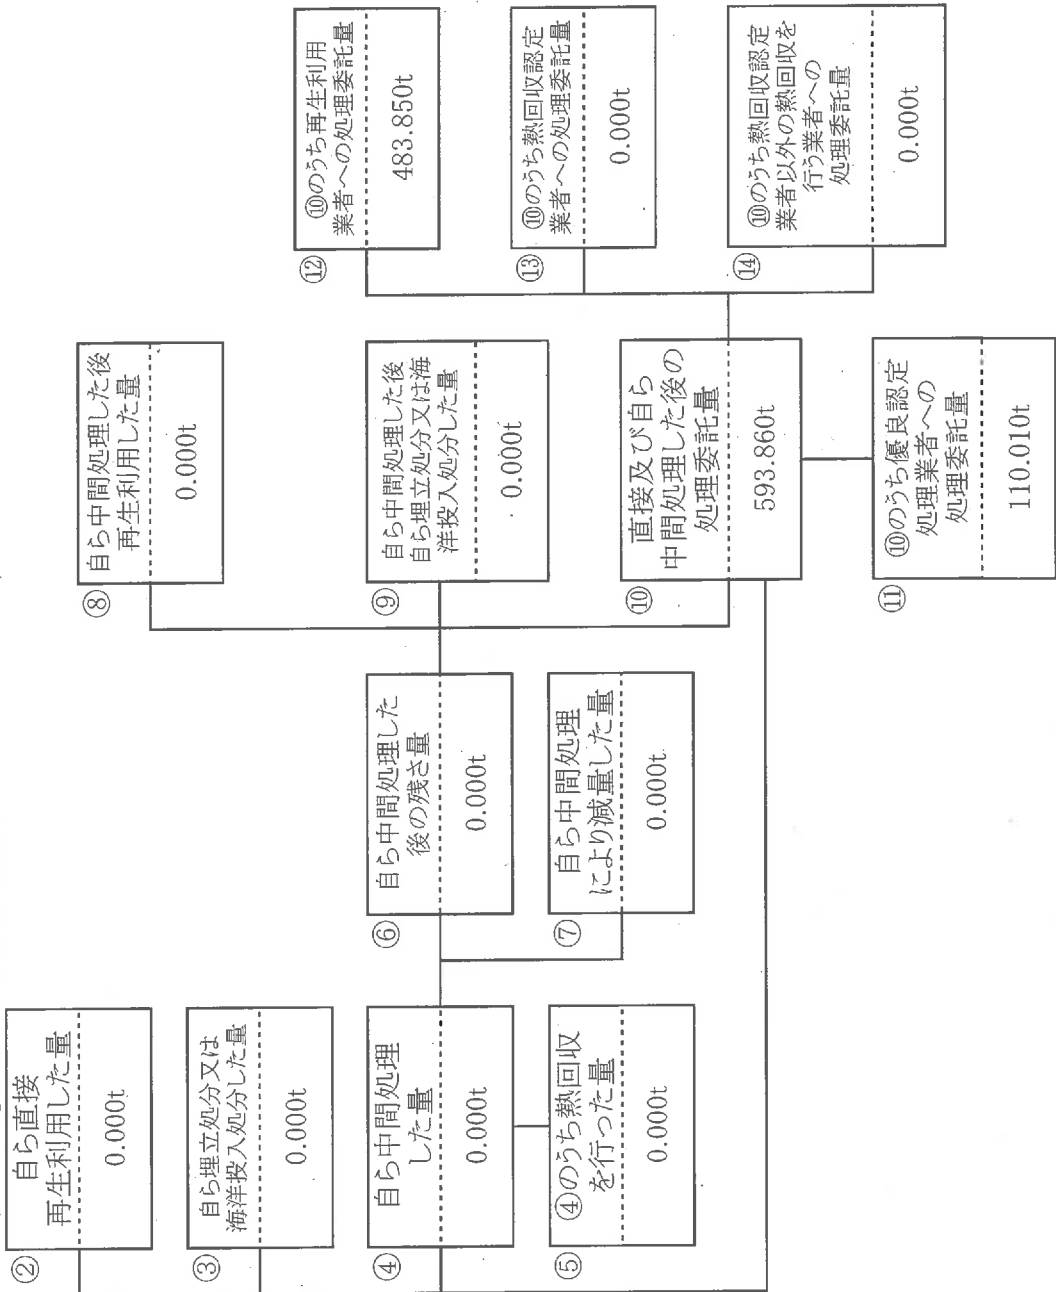 ②
自ら直接
再生利用した量
0.000t
③
自ら埋立処分又は
海洋投入処分した量
0.000t
④
自ら中間処理
した量
0.000t
⑤
④のうち熱回収
を行った量
0.000t
⑥
自ら中間処理した
後の残さ量
0.000t
⑦
自ら中間処理
により減量した量
0.000t
⑧
自ら中間処理した後
再生利用した量
0.000t
⑨
自ら中間処理した後
自ら埋立処分又は海
洋投入処分した量
0.000t
⑩
直接及び自ら
中間処理した後の
処理委託量
593.860t
⑪
⑩のうち優良認定
処理業者への
処理委託量
110.010t
⑫
⑩のうち再生利用
業者への処理委託量
483.850t
⑬
⑩のうち熱回収認定
業者への処理委託量
0.000t
⑭
⑩のうち熱回収認定
業者以外の熱回収を
行う業者への
処理委託量
0.000t